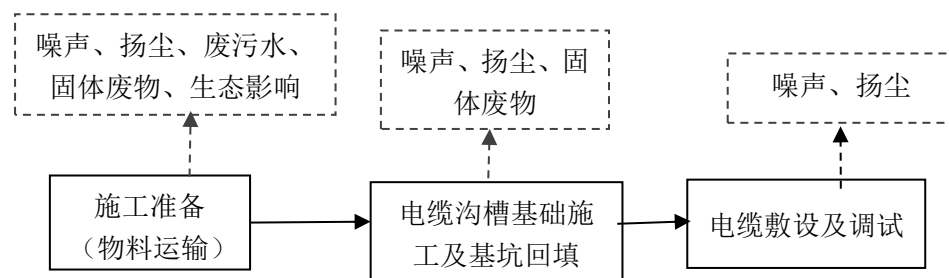 噪声、扬尘、废污水、
固体废物、生态影响
噪声、扬尘、固
体废物
噪声、扬尘
施工准备
（物料运输）
电缆沟槽基础施
工及基坑回填
电缆敷设及调试